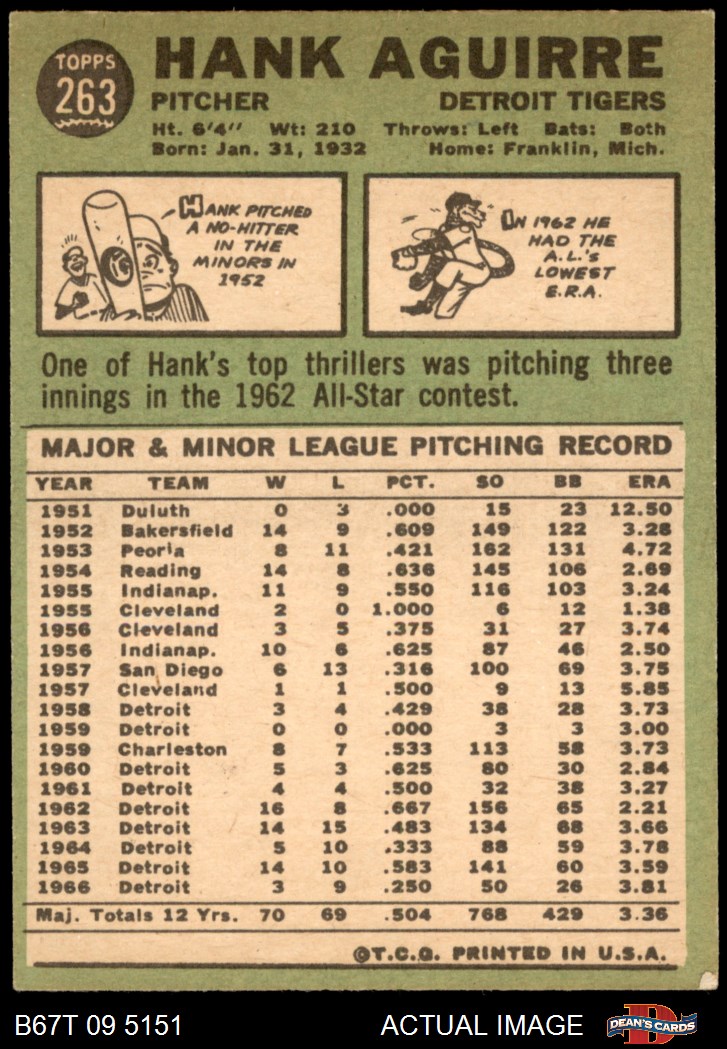 TOPPS
263
HANK AGUIRRE
PITCHER DETROIT TIGERS
Ht. 6'4" Wt: 210 Throws: Left Bats: Both
Born: Jan. 31, 1932 Home: Franklin, Mich.
HANK PITCHED
A NO-HITTER
IN THE
MINORS IN
1952
IN 1962 HE
HAD THE
A.L.'s
LOWEST
E.R.A.
One of Hank's top thrillers was pitching three
innings in the 1962 All-Star contest.
MAJOR & MINOR LEAGUE PITCHING RECORD
YEAR TEAM W L PCT. SO BB ERA
1951 Duluth 0 3 .000 15 23 12.50
1952 Bakersfield 14 9 .609 149 122 3.28
1953 Peoria 8 11 .421 162 131 4.72
1954 Reading 14 8 .636 145 106 2.69
1955 Indianap. 11 9 .550 116 103 3.24
1955 Cleveland 2 0 1.000 6 12 1.38
1956 Cleveland 3 5 .375 31 27 3.74
1956 Indianap. 10 6 .625 87 46 2.50
1957 San Diego 6 13 .316 100 69 3.75
1957 Cleveland 1 1 .500 9 13 5.85
1958 Detroit 3 4 .429 38 28 3.73
1959 Detroit 0 0 .000 3 3 3.00
1959 Charleston 8 7 .533 113 58 3.73
1960 Detroit 5 3 .625 80 30 2.84
1961 Detroit 4 4 .500 32 38 3.27
1962 Detroit 16 8 .667 156 65 2.21
1963 Detroit 14 15 .483 134 68 3.66
1964 Detroit 5 10 .333 88 59 3.78
1965 Detroit 14 10 .583 141 60 3.59
1966 Detroit 3 9 .250 50 26 3.81
Maj. Totals 12 Yrs. 70 69 .504 768 429 3.36
©T.C.G. PRINTED IN U.S.A.
B67T 09 5151 ACTUAL IMAGE
DEAN'S CARDS